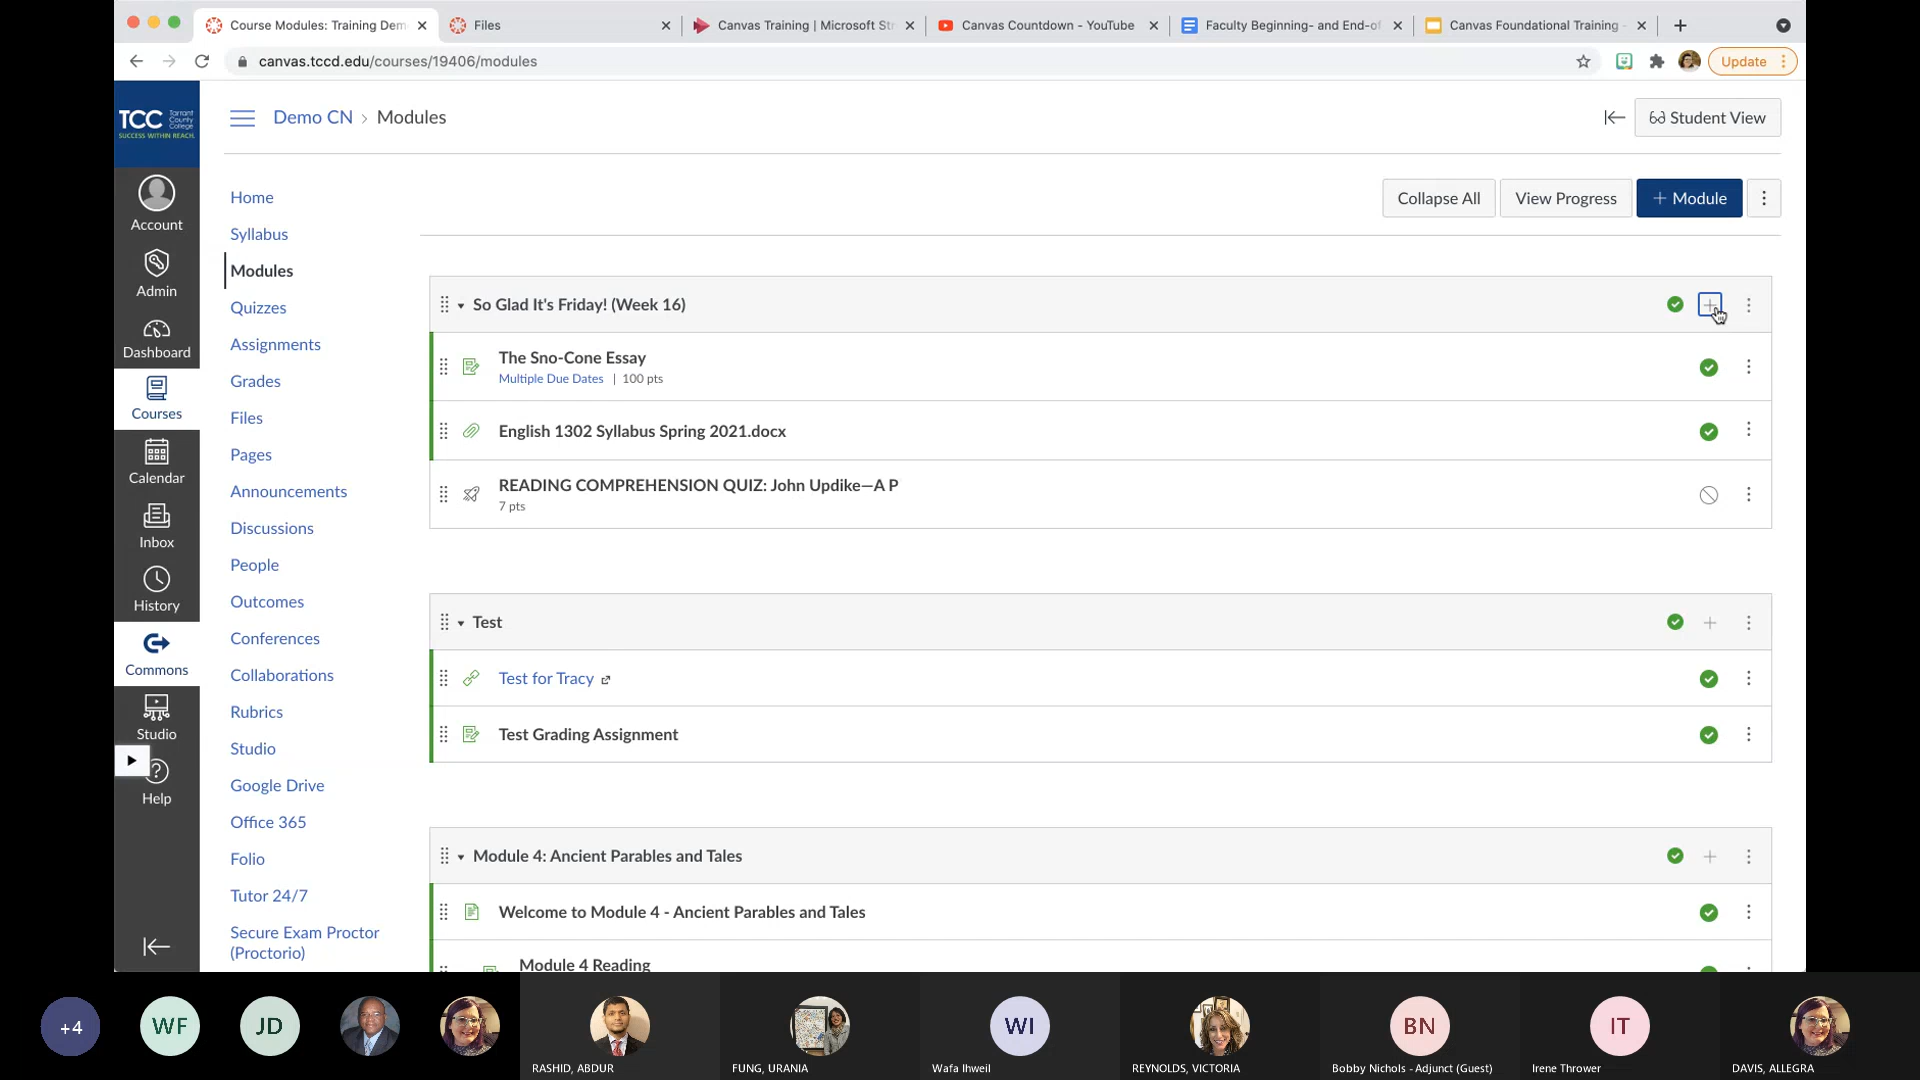 Course Modules: Training Dem
Files
Canvas Training | Microsoft Str
Canvas Countdown - YouTube
Faculty Beginning- and End-of
Canvas Foundational Training -
canvas.tccd.edu/courses/19406/modules
Update
TCC Tarrant County College
SUCCESS WITHIN REACH.
Demo CN › Modules
Student View
Account
Admin
Dashboard
Courses
Calendar
Inbox
History
Commons
Studio
Help
Home
Syllabus
Modules
Quizzes
Assignments
Grades
Files
Pages
Announcements
Discussions
People
Outcomes
Conferences
Collaborations
Rubrics
Studio
Google Drive
Office 365
Folio
Tutor 24/7
Secure Exam Proctor
(Proctorio)
Collapse All
View Progress
+ Module
So Glad It's Friday! (Week 16)
The Sno-Cone Essay
Multiple Due Dates | 100 pts
English 1302 Syllabus Spring 2021.docx
READING COMPREHENSION QUIZ: John Updike—A P
7 pts
Test
Test for Tracy
Test Grading Assignment
Module 4: Ancient Parables and Tales
Welcome to Module 4 - Ancient Parables and Tales
Module 4 Reading
+4
WF
JD
RASHID, ABDUR
FUNG, URANIA
WI
Wafa Ihweil
REYNOLDS, VICTORIA
BN
Bobby Nichols - Adjunct (Guest)
IT
Irene Thrower
DAVIS, ALLEGRA